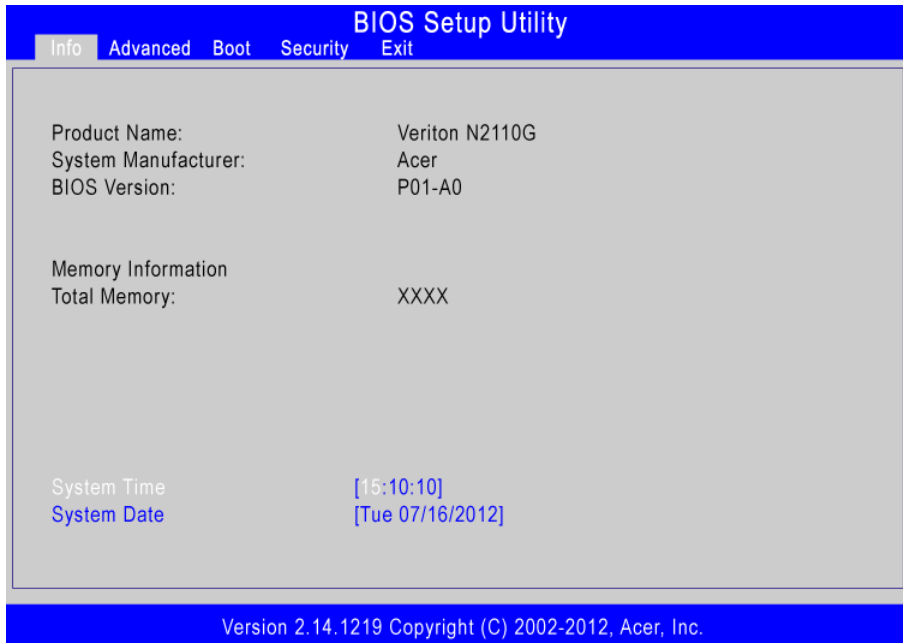 BIOS Setup Utility
Info Advanced Boot Security Exit
Product Name: Veriton N2110G
System Manufacturer: Acer
BIOS Version: P01-A0
Memory Information
Total Memory: XXXX
System Time [15:10:10]
System Date [Tue 07/16/2012]
Version 2.14.1219 Copyright (C) 2002-2012, Acer, Inc.